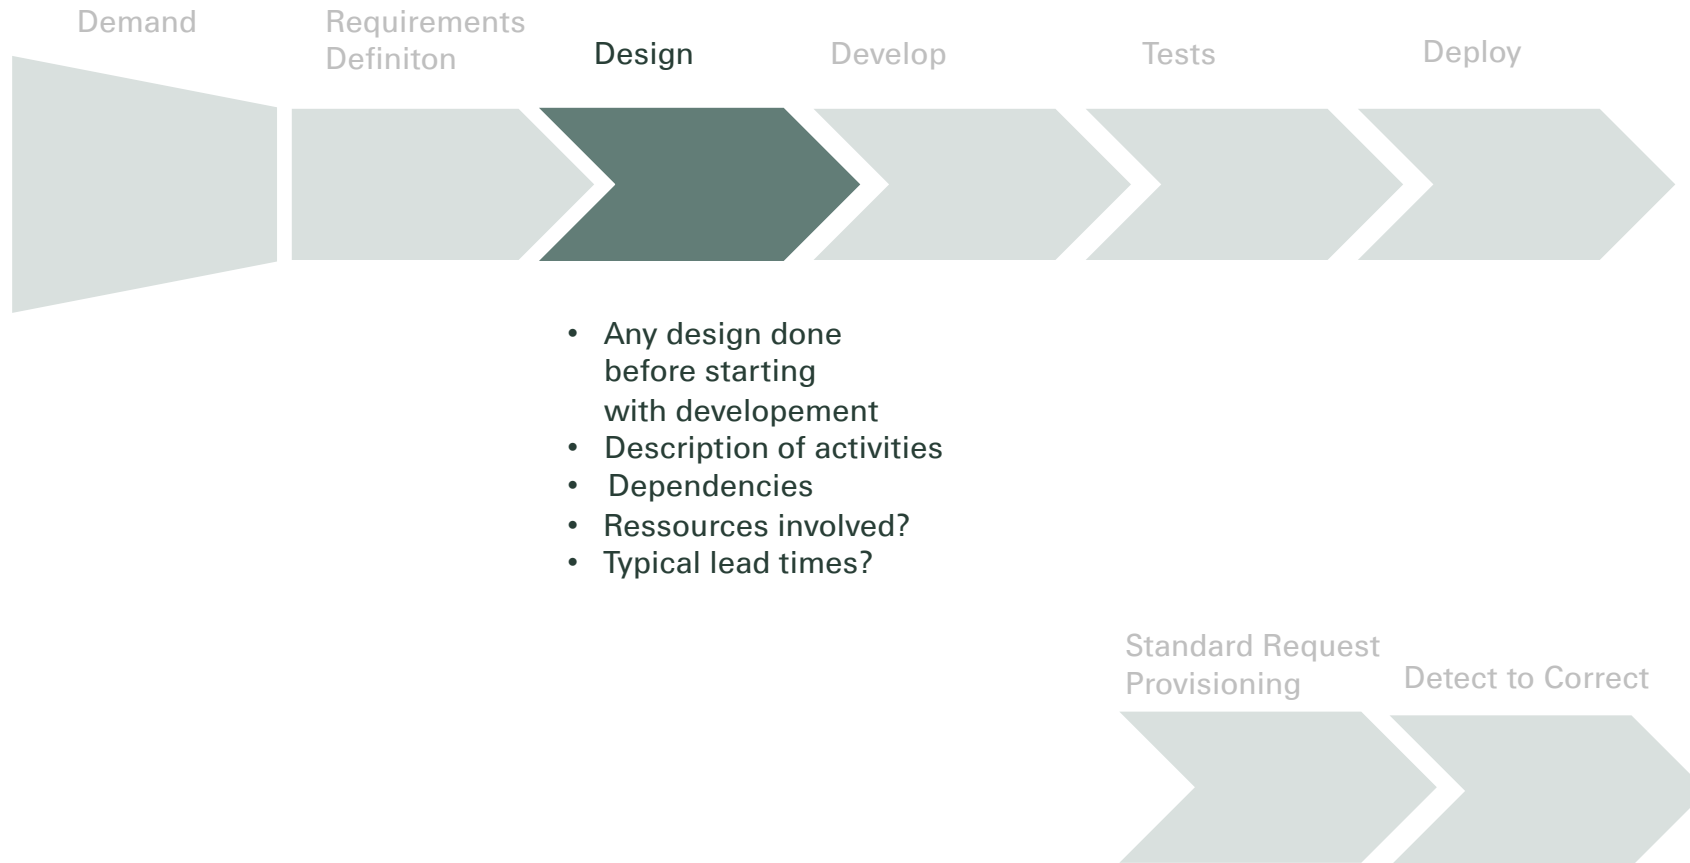 Demand
Requirements
Definiton
Design
Develop
Tests
Deploy
• Any design done
before starting
with developement
• Description of activities
• Dependencies
• Ressources involved?
• Typical lead times?
Standard Request
Provisioning
Detect to Correct